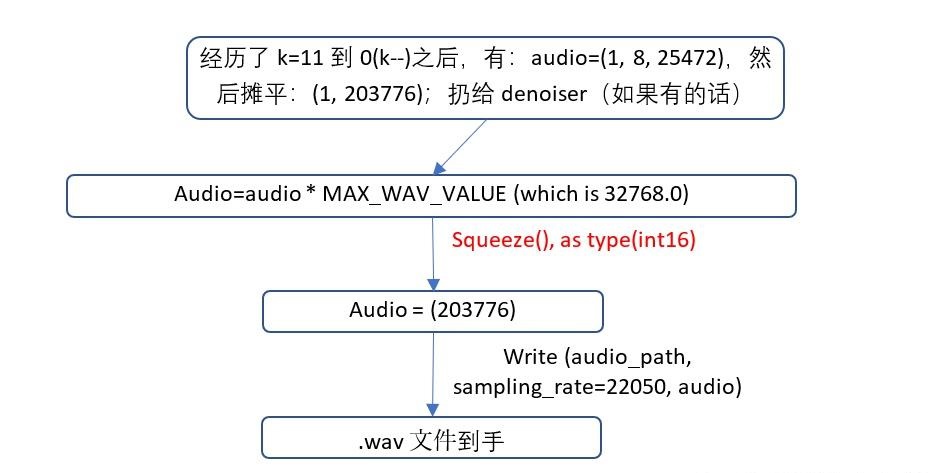 经历了 k=11 到 0(k--)之后，有：audio=(1, 8, 25472)，然
后摊平：(1, 203776)；扔给 denoiser（如果有的话）
Audio=audio * MAX_WAV_VALUE (which is 32768.0)
Squeeze(), as type(int16)
Audio = (203776)
Write (audio_path,
sampling_rate=22050, audio)
.wav 文件到手